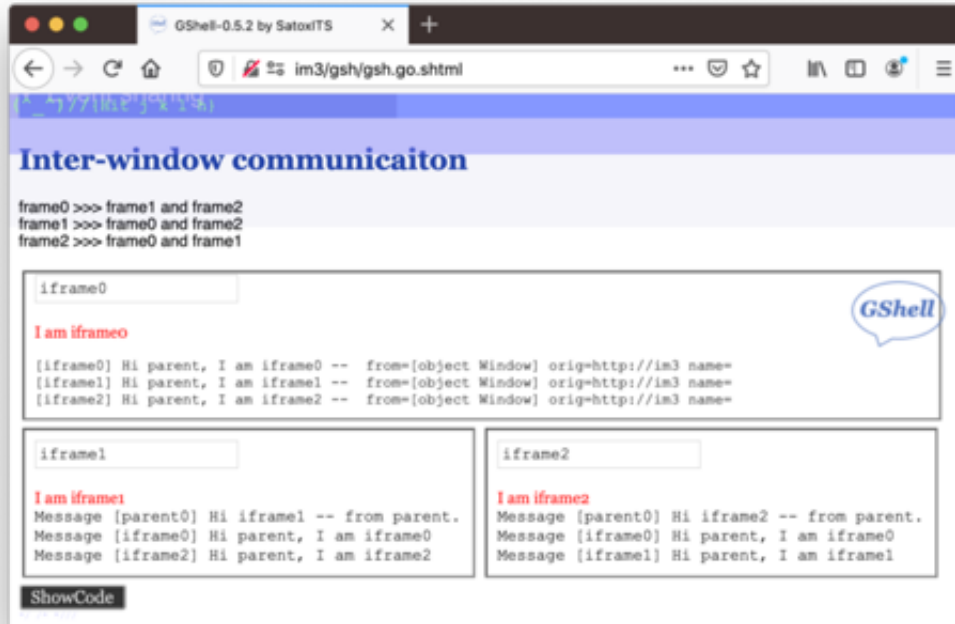 GShell-0.5.2 by SatoxITS
im3/gsh/gsh.go.shtml
Inter-window communicaiton
frame0 >>> frame1 and frame2
frame1 >>> frame0 and frame2
frame2 >>> frame0 and frame1
iframe0
GShell
I am iframe0
[iframe0] Hi parent, I am iframe0 -- from=[object Window] orig=http://im3 name=
[iframe1] Hi parent, I am iframe1 -- from=[object Window] orig=http://im3 name=
[iframe2] Hi parent, I am iframe2 -- from=[object Window] orig=http://im3 name=
iframe1
I am iframe1
Message [parent0] Hi iframe1 -- from parent.
Message [iframe0] Hi parent, I am iframe0
Message [iframe2] Hi parent, I am iframe2
iframe2
I am iframe2
Message [parent0] Hi iframe2 -- from parent.
Message [iframe0] Hi parent, I am iframe0
Message [iframe1] Hi parent, I am iframe1
ShowCode